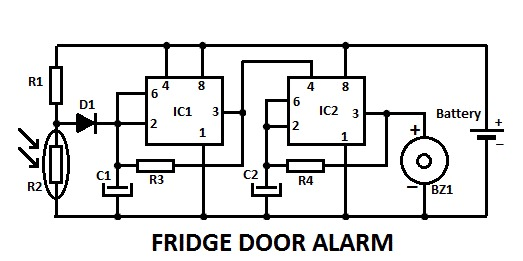 4 8 4 8
R1
D1
6 IC1 3
6 IC2 3
Battery
2
2
+
+
1
1
−
R2
C1
R3
C2
R4
−
BZ1
FRIDGE DOOR ALARM